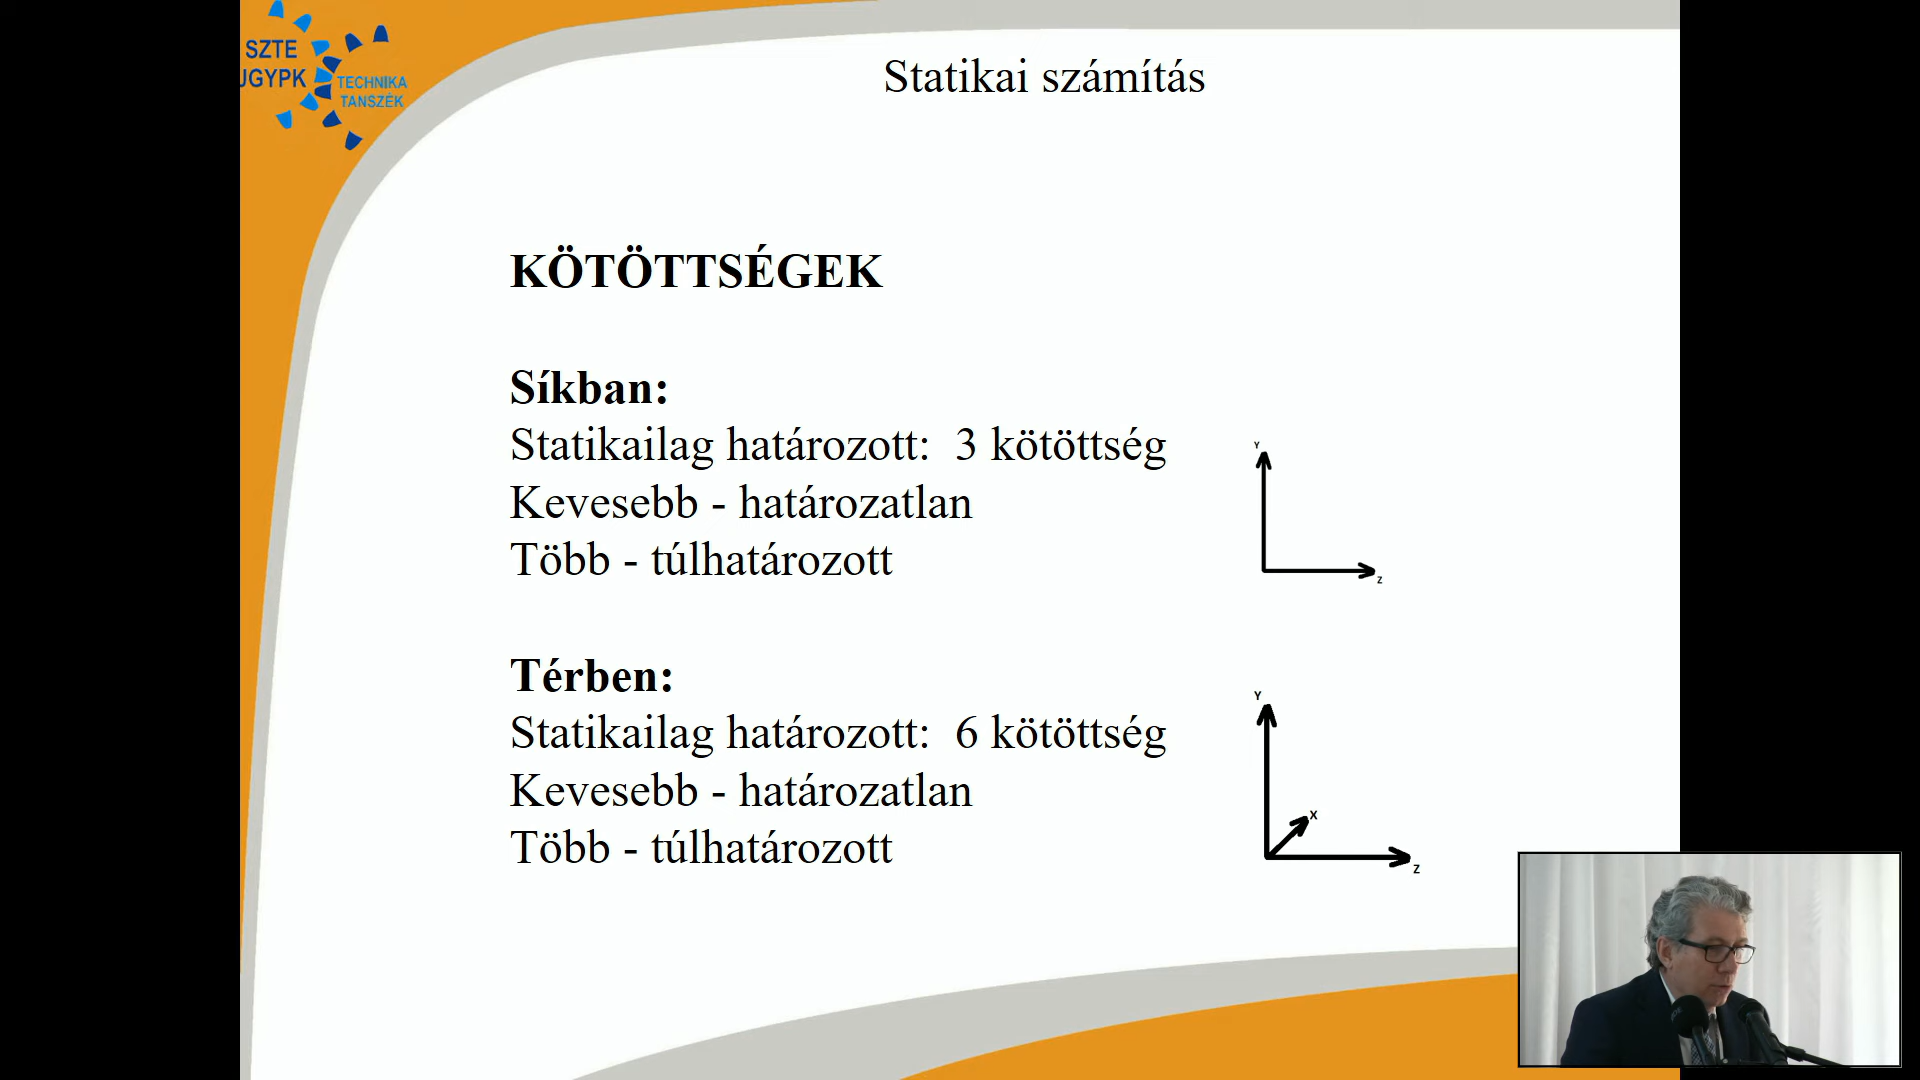 SZTE
JGYPK
TECHNIKA
TANSZÉK
Statikai számítás
KÖTÖTTSÉGEK
Síkban:
Statikailag határozott: 3 kötöttség
Kevesebb - határozatlan
Több - túlhatározott
Y
Z
Térben:
Statikailag határozott: 6 kötöttség
Kevesebb - határozatlan
Több - túlhatározott
Y
X
Z